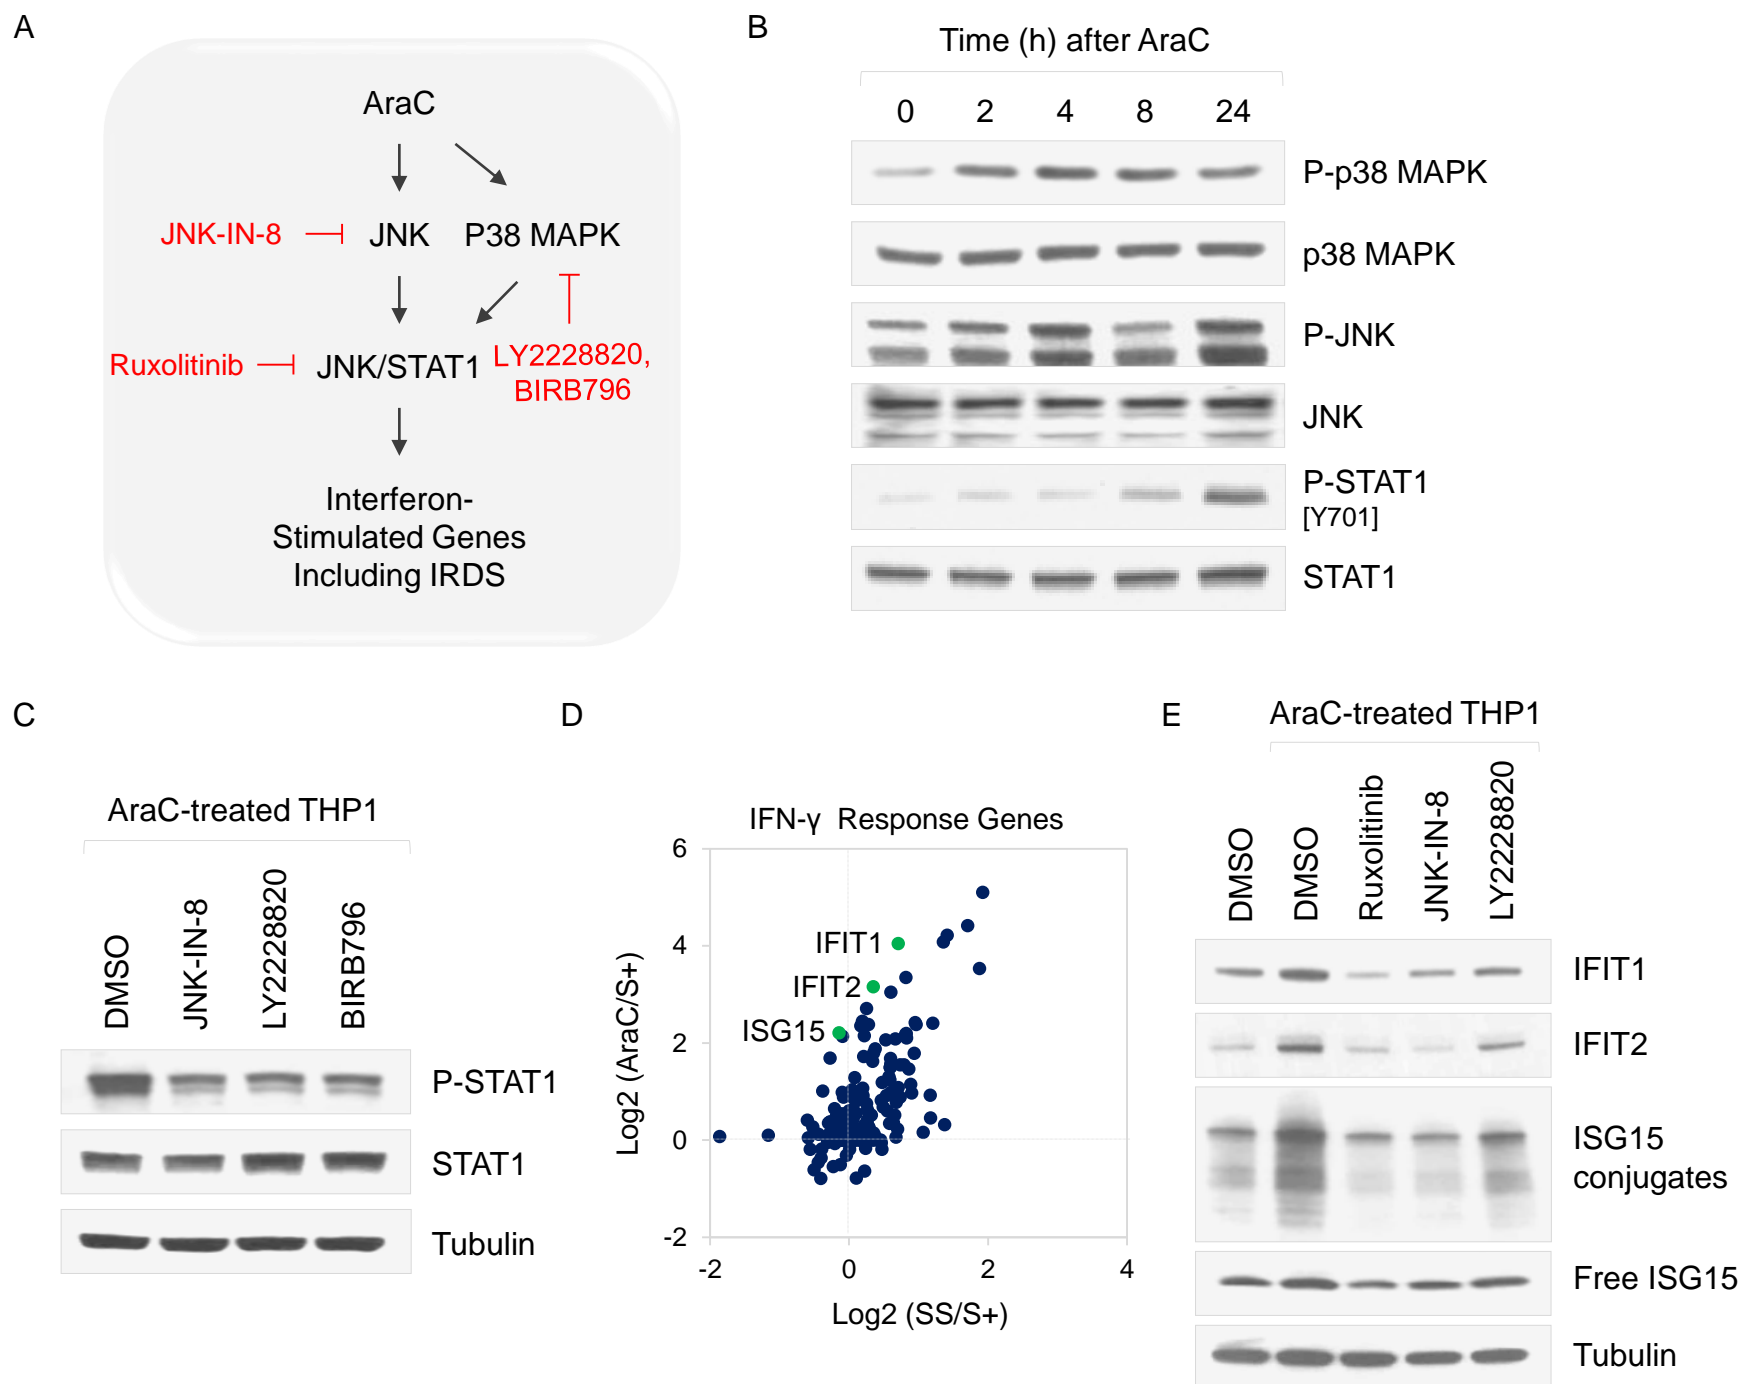 A
AraC
JNK-IN-8
JNK
P38 MAPK
Ruxolitinib
JNK/STAT1
LY2228820,
BIRB796
Interferon-
Stimulated Genes
Including IRDS
B
Time (h) after AraC
0 2 4 8 24
P-p38 MAPK
p38 MAPK
P-JNK
JNK
P-STAT1
[Y701]
STAT1
C
AraC-treated THP1
DMSO
JNK-IN-8
LY2228820
BIRB796
P-STAT1
STAT1
Tubulin
D
IFN-γ Response Genes
Log2 (AraC/S+)
6
4
2
0
-2
IFIT1
IFIT2
ISG15
-2 0 2 4
Log2 (SS/S+)
E
AraC-treated THP1
DMSO
DMSO
Ruxolitinib
JNK-IN-8
LY2228820
IFIT1
IFIT2
ISG15
conjugates
Free ISG15
Tubulin